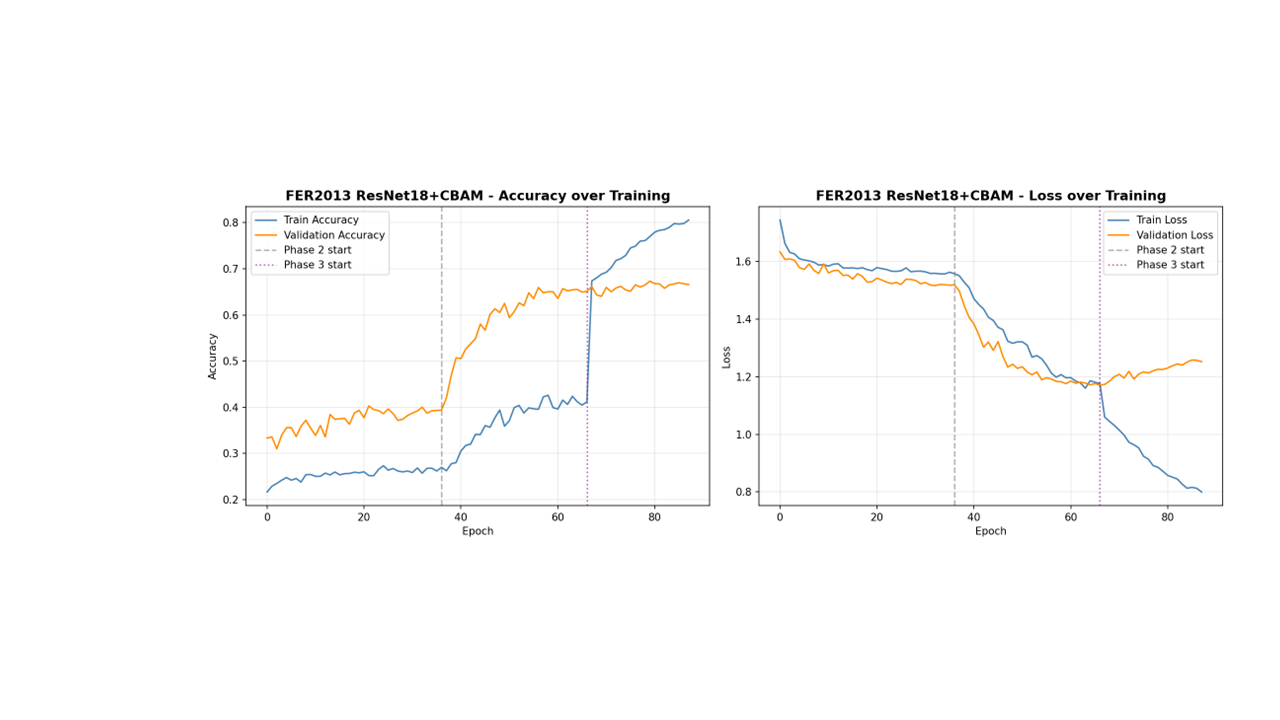 FER2013 ResNet18+CBAM - Accuracy over Training
Train Accuracy
Validation Accuracy
Phase 2 start
Phase 3 start
0.8
0.7
0.6
0.5
0.4
0.3
0.2
Accuracy
0 20 40 60 80
Epoch
FER2013 ResNet18+CBAM - Loss over Training
Train Loss
Validation Loss
Phase 2 start
Phase 3 start
1.6
1.4
1.2
1.0
0.8
Loss
0 20 40 60 80
Epoch